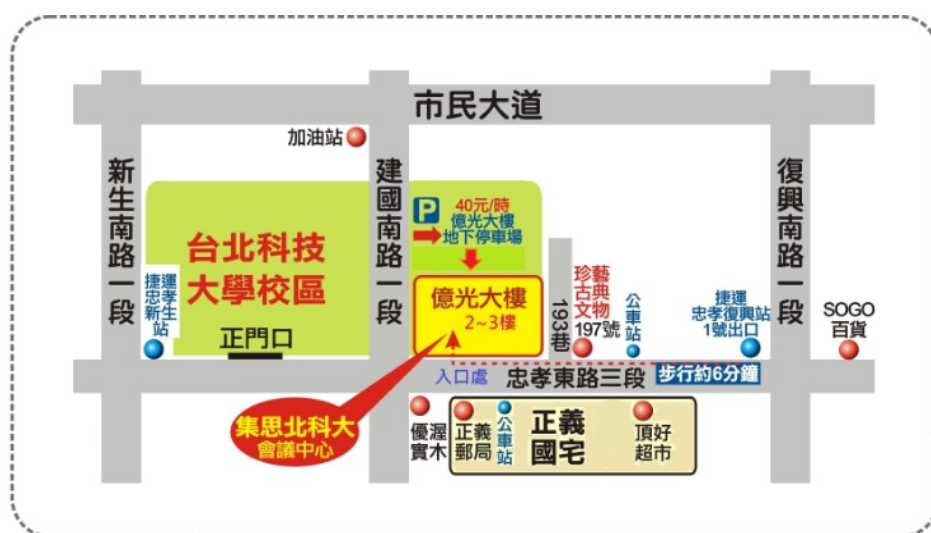 市民大道
加油站
新生南路一段
建國南路一段
復興南路一段
P
40元/時
億光大樓
地下停車場
台北科技
大學校區
正門口
捷運
忠孝
新生
站
億光大樓
2~3樓
193巷
珍藝
古典
文物
197號
公車站
捷運
忠孝復興站
1號出口
SOGO
百貨
入口處
忠孝東路三段
步行約6分鐘
集思北科大
會議中心
優渥
實木
正義
郵局
公車站
正義
國宅
頂好
超市